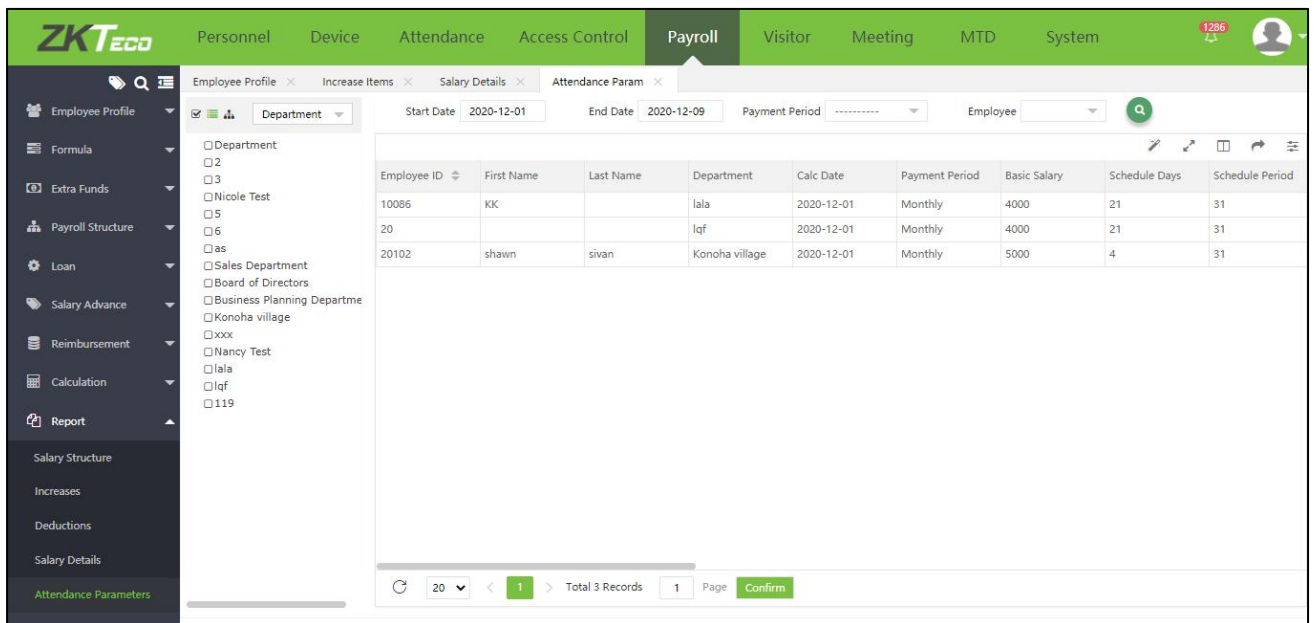 ZKTeco Personnel Device Attendance Access Control Payroll Visitor Meeting MTD System 1286
Employee Profile Increase Items Salary Details Attendance Param
Employee Profile
Formula
Extra Funds
Payroll Structure
Loan
Salary Advance
Reimbursement
Calculation
Report
Salary Structure
Increases
Deductions
Salary Details
Attendance Parameters
Department
Department
2
3
Nicole Test
5
6
as
Sales Department
Board of Directors
Business Planning Departme
Konoha village
xxx
Nancy Test
lala
lqf
119
Start Date 2020-12-01 End Date 2020-12-09 Payment Period ---------- Employee
Employee ID First Name Last Name Department Calc Date Payment Period Basic Salary Schedule Days Schedule Period
10086 KK lala 2020-12-01 Monthly 4000 21 31
20 lqf 2020-12-01 Monthly 4000 21 31
20102 shawn sivan Konoha village 2020-12-01 Monthly 5000 4 31
20 < 1 > Total 3 Records 1 Page Confirm